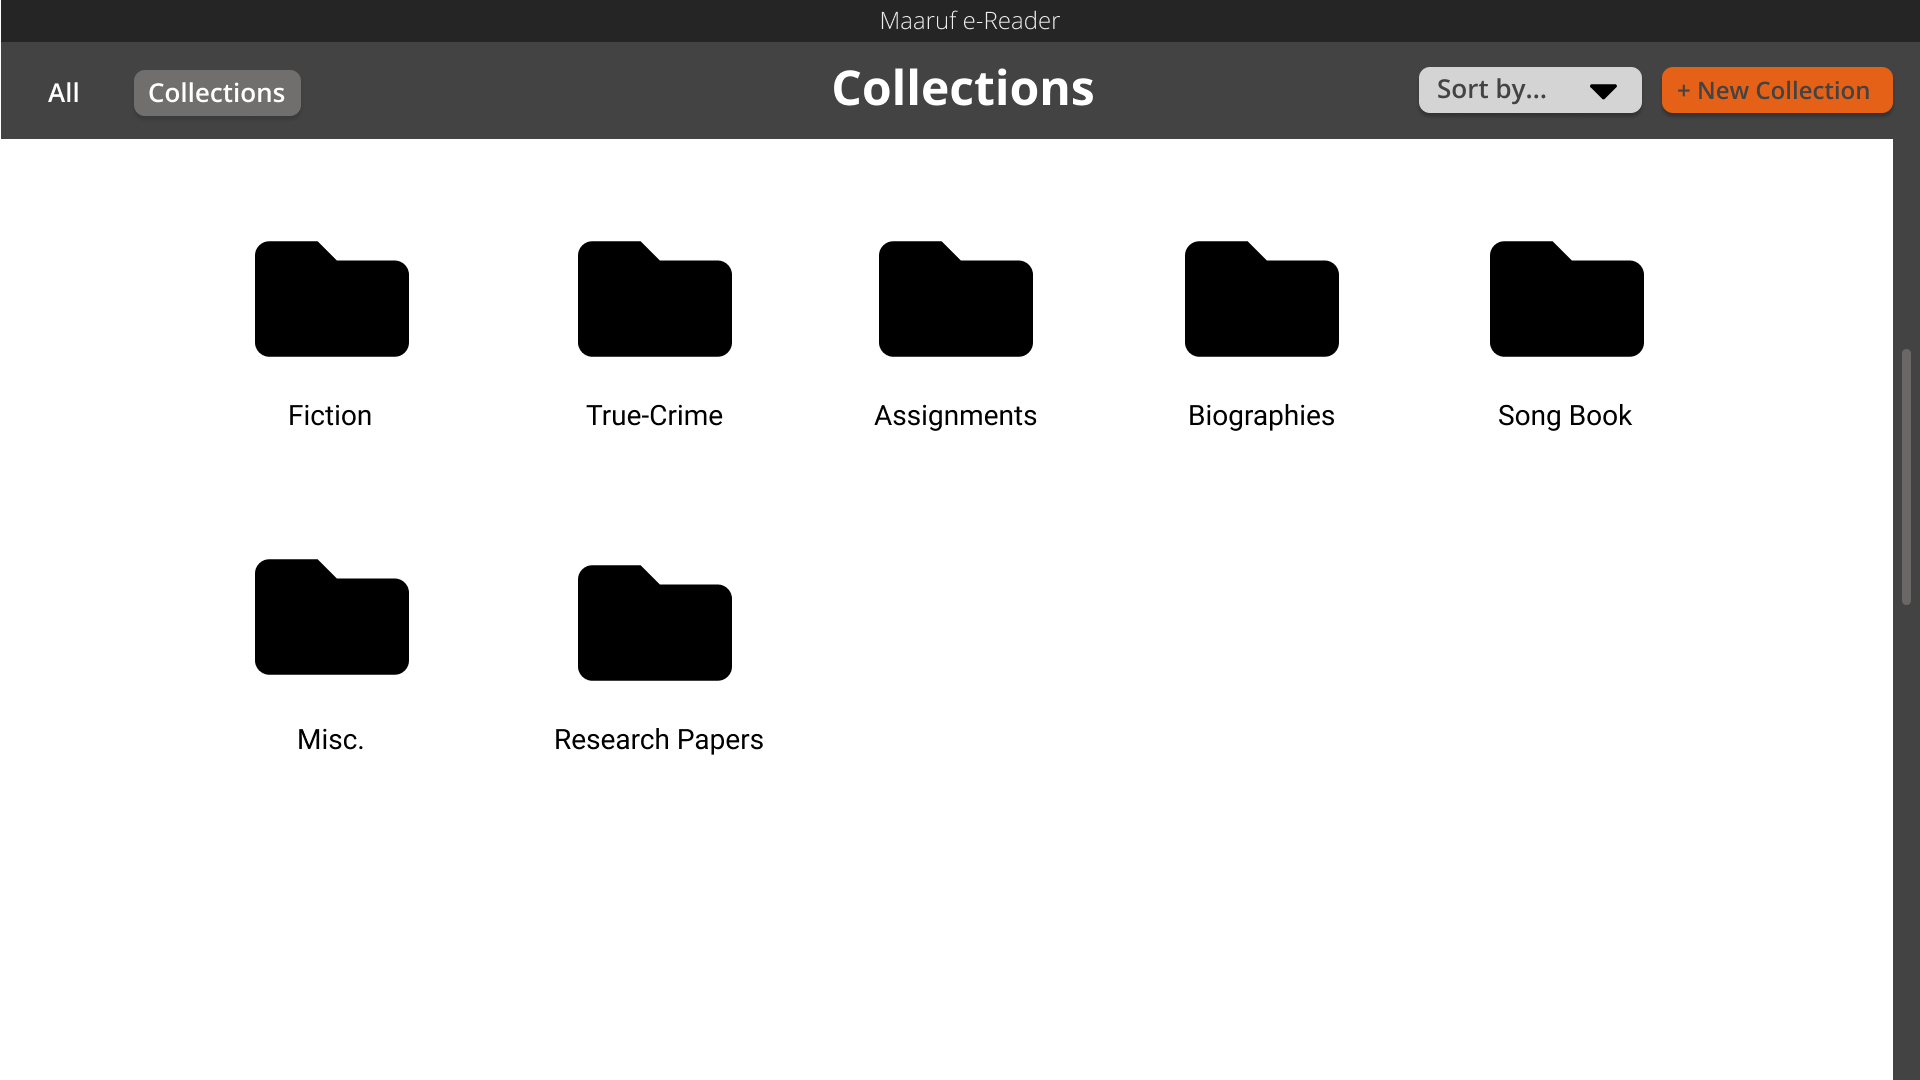 Maaruf e-Reader
All
Collections
Collections
Sort by...
+ New Collection
Fiction
True-Crime
Assignments
Biographies
Song Book
Misc.
Research Papers